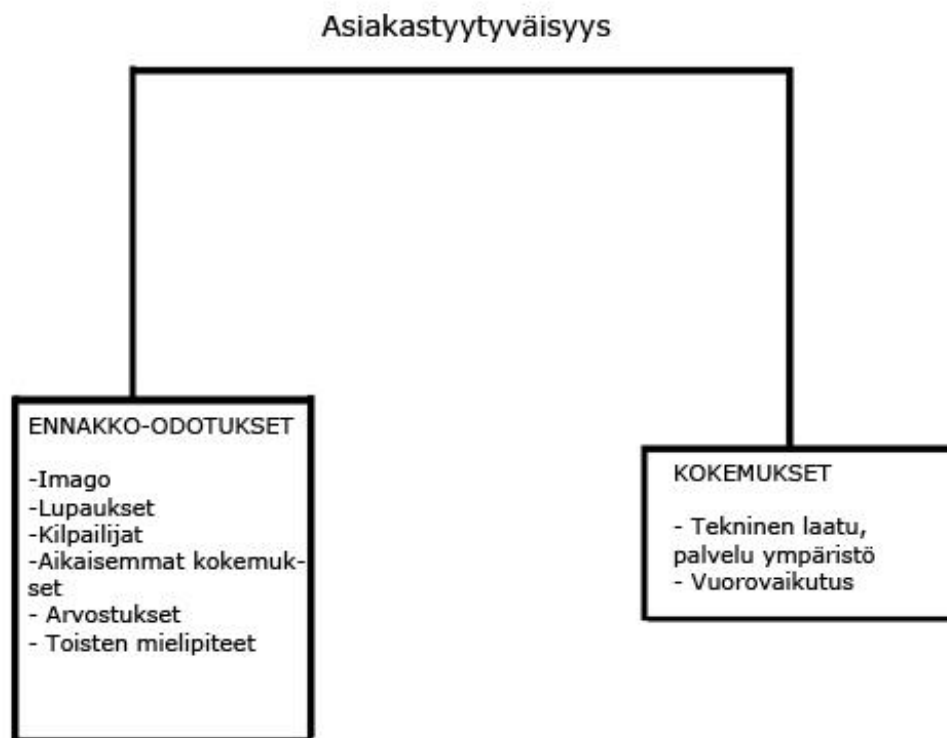 Asiakastyytyväisyys
ENNAKKO-ODOTUKSET
-Imago
-Lupaukset
-Kilpailijat
-Aikaisemmat kokemuk-
set
- Arvostukset
- Toisten mielipiteet
KOKEMUKSET
- Tekninen laatu,
palvelu ympäristö
- Vuorovaikutus